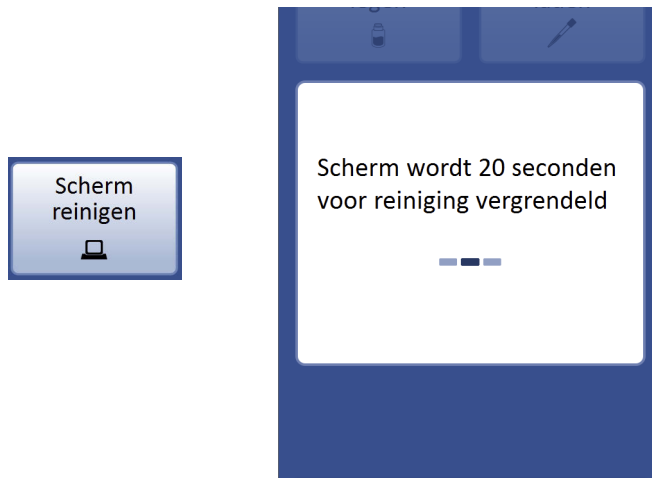 Scherm
reinigen
Scherm wordt 20 seconden
voor reiniging vergrendeld